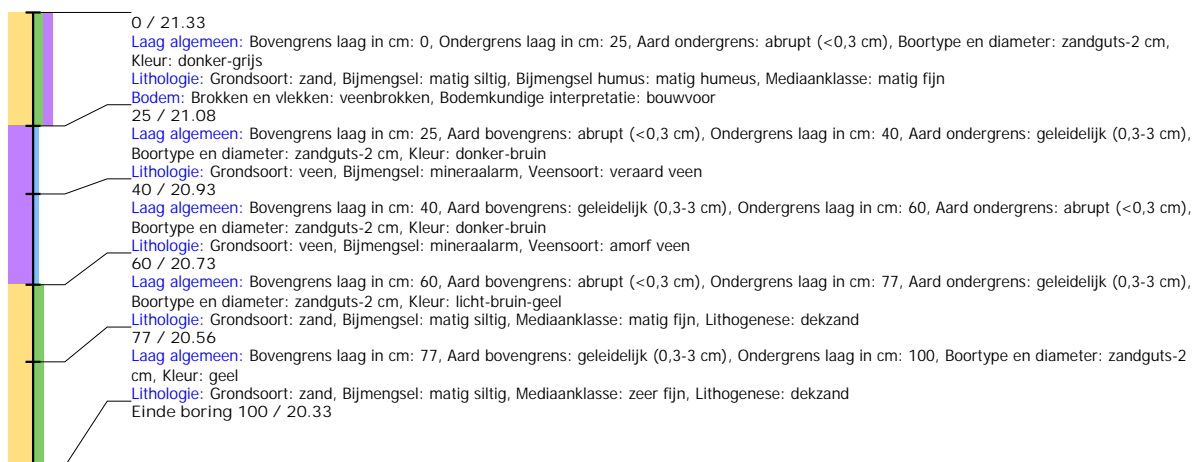 0 / 21.33
Laag algemeen: Bovengrens laag in cm: 0, Ondergrens laag in cm: 25, Aard ondergrens: abrupt (<0,3 cm), Boortype en diameter: zandguts-2 cm,
Kleur: donker-grijs
Lithologie: Grondsoort: zand, Bijmengsel: matig siltig, Bijmengsel humus: matig humeus, Mediaanklasse: matig fijn
Bodem: Brokken en vlekken: veenbrokken, Bodemkundige interpretatie: bouwvoor
25 / 21.08
Laag algemeen: Bovengrens laag in cm: 25, Aard bovengrens: abrupt (<0,3 cm), Ondergrens laag in cm: 40, Aard ondergrens: geleidelijk (0,3-3 cm),
Boortype en diameter: zandguts-2 cm, Kleur: donker-bruin
Lithologie: Grondsoort: veen, Bijmengsel: mineraalarm, Veensoort: veraard veen
40 / 20.93
Laag algemeen: Bovengrens laag in cm: 40, Aard bovengrens: geleidelijk (0,3-3 cm), Ondergrens laag in cm: 60, Aard ondergrens: abrupt (<0,3 cm),
Boortype en diameter: zandguts-2 cm, Kleur: donker-bruin
Lithologie: Grondsoort: veen, Bijmengsel: mineraalarm, Veensoort: amorf veen
60 / 20.73
Laag algemeen: Bovengrens laag in cm: 60, Aard bovengrens: abrupt (<0,3 cm), Ondergrens laag in cm: 77, Aard ondergrens: geleidelijk (0,3-3 cm),
Boortype en diameter: zandguts-2 cm, Kleur: licht-bruin-geel
Lithologie: Grondsoort: zand, Bijmengsel: matig siltig, Mediaanklasse: matig fijn, Lithogenese: dekzand
77 / 20.56
Laag algemeen: Bovengrens laag in cm: 77, Aard bovengrens: geleidelijk (0,3-3 cm), Ondergrens laag in cm: 100, Boortype en diameter: zandguts-2
cm, Kleur: geel
Lithologie: Grondsoort: zand, Bijmengsel: matig siltig, Mediaanklasse: zeer fijn, Lithogenese: dekzand
Einde boring 100 / 20.33